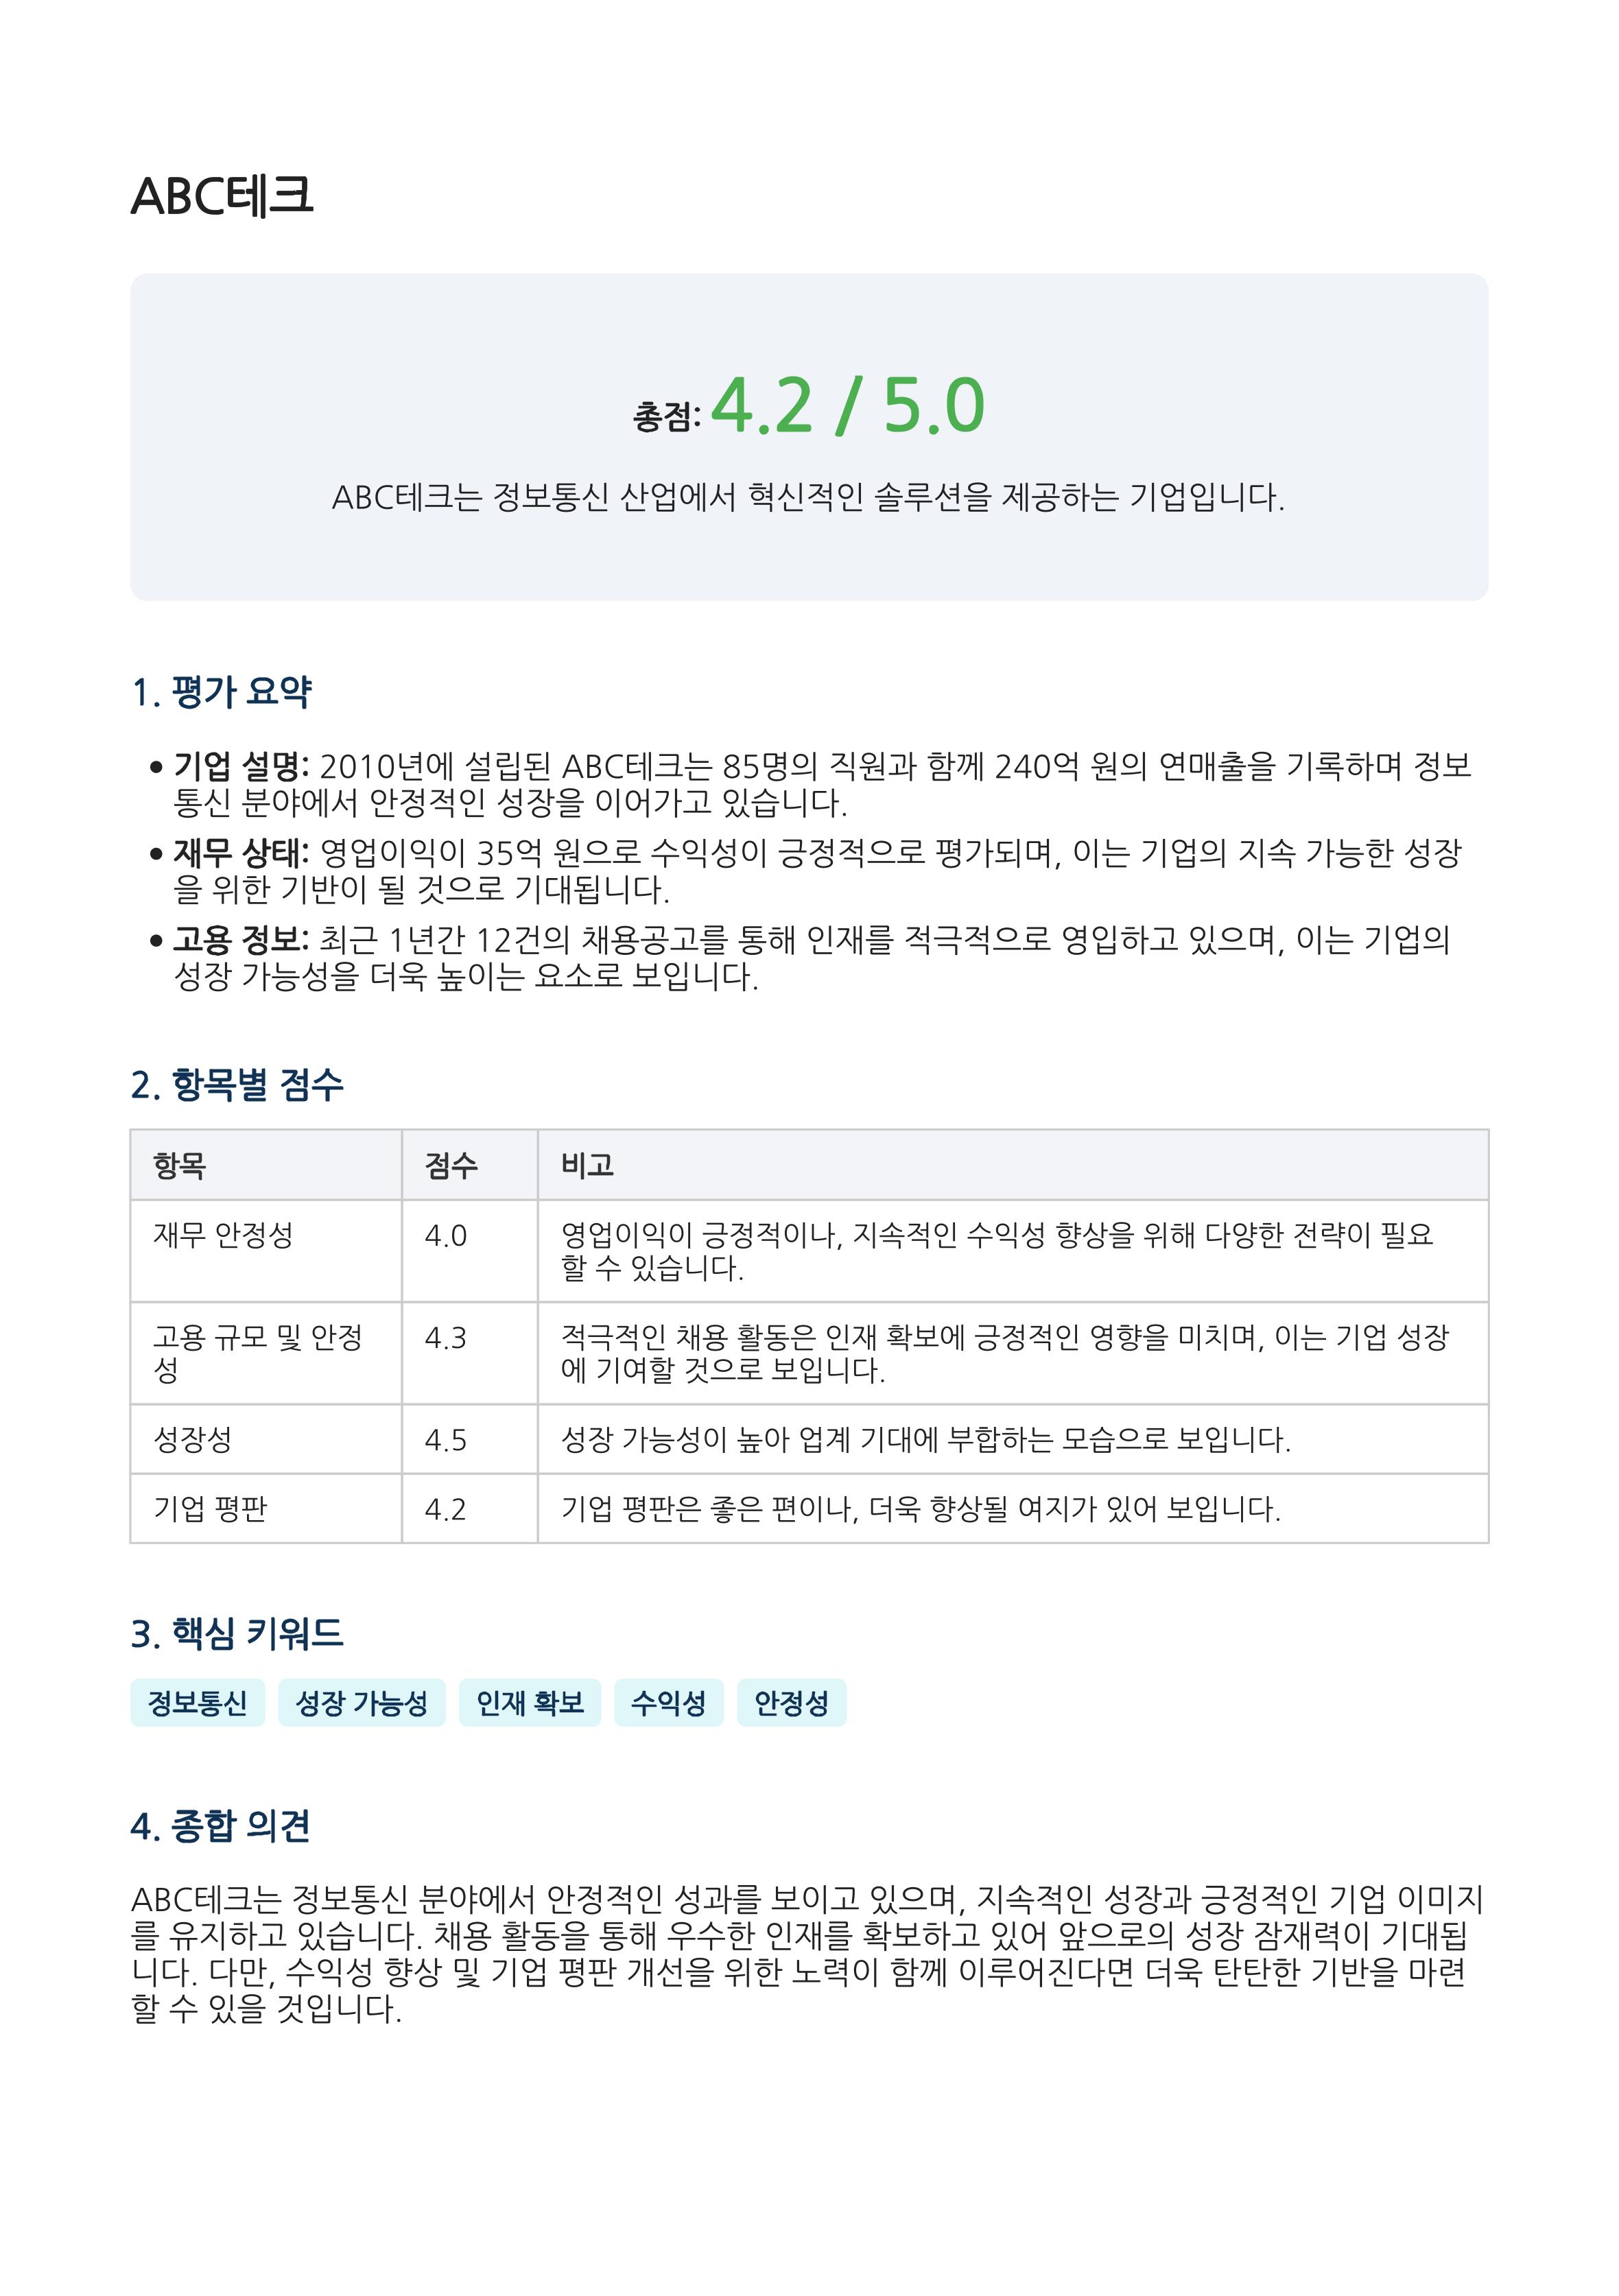 ABC테크
총점: 4.2 / 5.0
ABC테크는 정보통신 산업에서 혁신적인 솔루션을 제공하는 기업입니다.
1. 평가 요약
• 기업 설명: 2010년에 설립된 ABC테크는 85명의 직원과 함께 240억 원의 연매출을 기록하며 정보
통신 분야에서 안정적인 성장을 이어가고 있습니다.
• 재무 상태: 영업이익이 35억 원으로 수익성이 긍정적으로 평가되며, 이는 기업의 지속 가능한 성장
을 위한 기반이 될 것으로 기대됩니다.
• 고용 정보: 최근 1년간 12건의 채용공고를 통해 인재를 적극적으로 영입하고 있으며, 이는 기업의
성장 가능성을 더욱 높이는 요소로 보입니다.
2. 항목별 점수
항목 점수 비고
재무 안정성 4.0 영업이익이 긍정적이나, 지속적인 수익성 향상을 위해 다양한 전략이 필요
할 수 있습니다.
고용 규모 및 안정 4.3 적극적인 채용 활동은 인재 확보에 긍정적인 영향을 미치며, 이는 기업 성장
성 에 기여할 것으로 보입니다.
성장성 4.5 성장 가능성이 높아 업계 기대에 부합하는 모습으로 보입니다.
기업 평판 4.2 기업 평판은 좋은 편이나, 더욱 향상될 여지가 있어 보입니다.
3. 핵심 키워드
정보통신 성장 가능성 인재 확보 수익성 안정성
4. 종합 의견
ABC테크는 정보통신 분야에서 안정적인 성과를 보이고 있으며, 지속적인 성장과 긍정적인 기업 이미지
를 유지하고 있습니다. 채용 활동을 통해 우수한 인재를 확보하고 있어 앞으로의 성장 잠재력이 기대됩
니다. 다만, 수익성 향상 및 기업 평판 개선을 위한 노력이 함께 이루어진다면 더욱 탄탄한 기반을 마련
할 수 있을 것입니다.